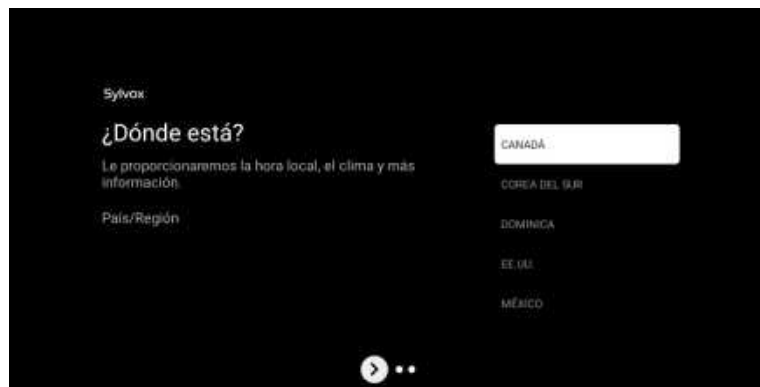 Sylvox
¿Dónde está?
Le proporcionaremos la hora local, el clima y más
información.
País/Región
CANADÁ
COREA DEL SUR
DOMINICA
EE.UU.
MÉXICO